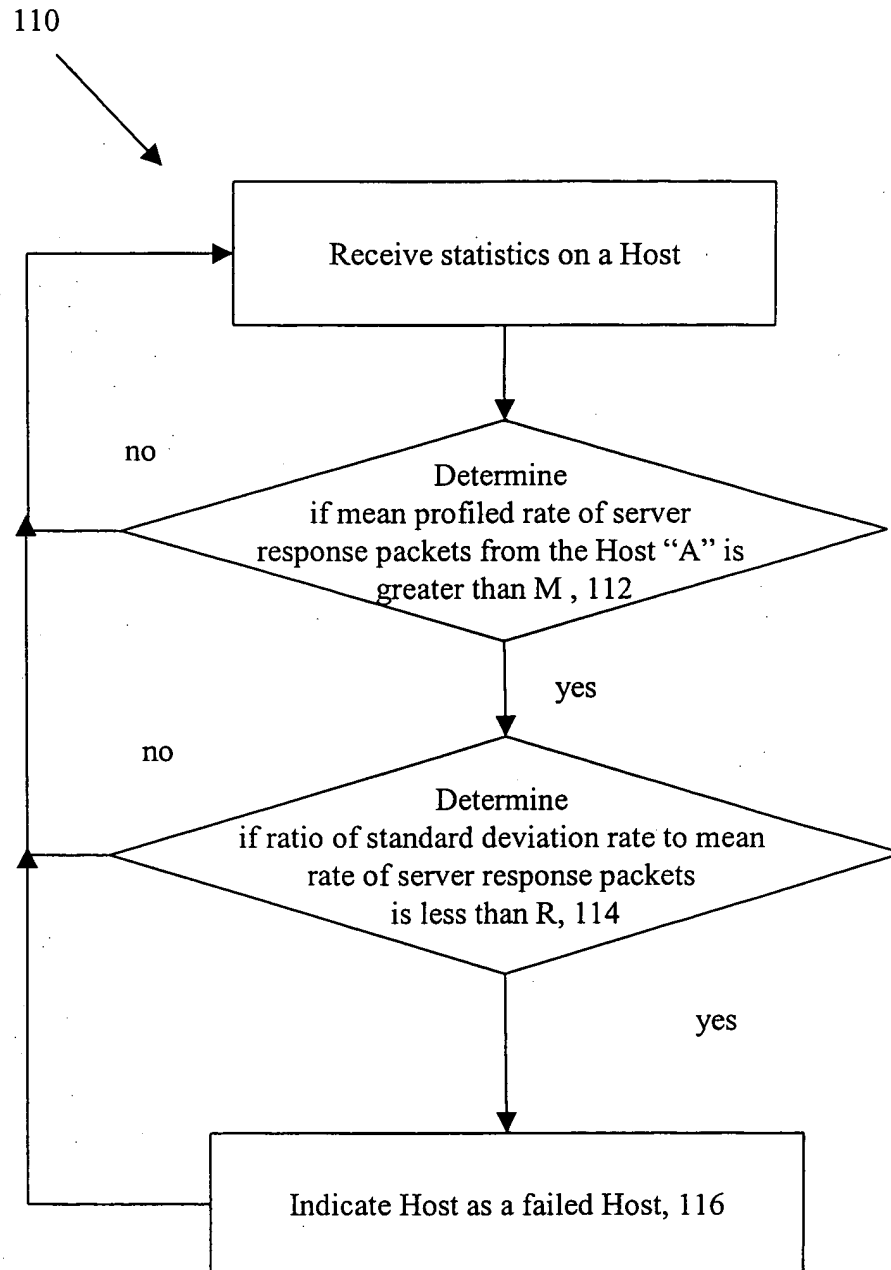 110
Receive statistics on a Host
no
Determine
if mean profiled rate of server
response packets from the Host “A” is
greater than M , 112
yes
no
Determine
if ratio of standard deviation rate to mean
rate of server response packets
is less than R, 114
yes
Indicate Host as a failed Host, 116